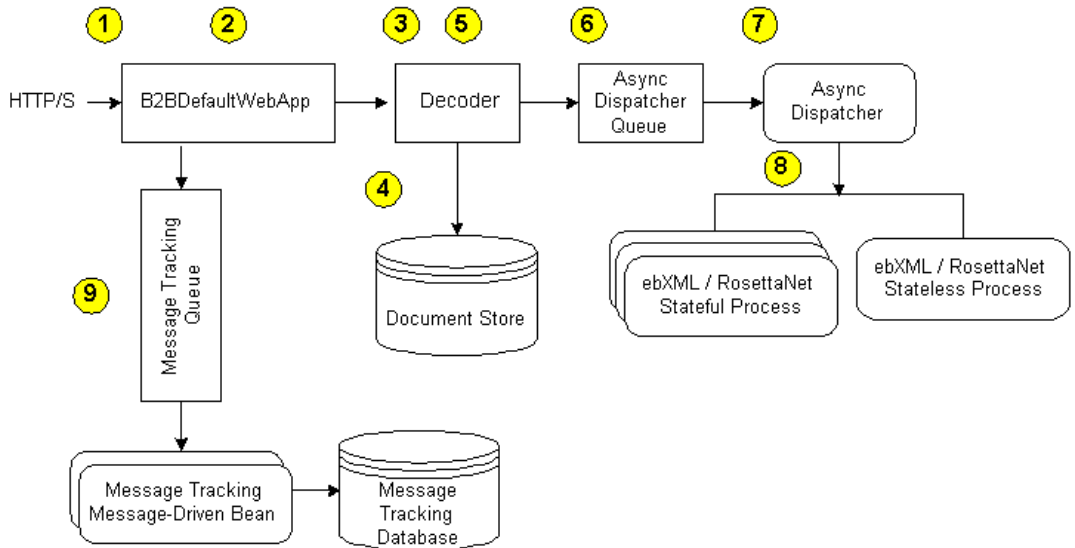 1
2
3
5
6
7
HTTP/S
B2BDefaultWebApp
Decoder
Async
Dispatcher
Queue
Async
Dispatcher
4
8
9
Message Tracking
Queue
Document Store
ebXML / RosettaNet
Stateful Process
ebXML / RosettaNet
Stateless Process
Message Tracking
Message-Driven Bean
Message
Tracking
Database